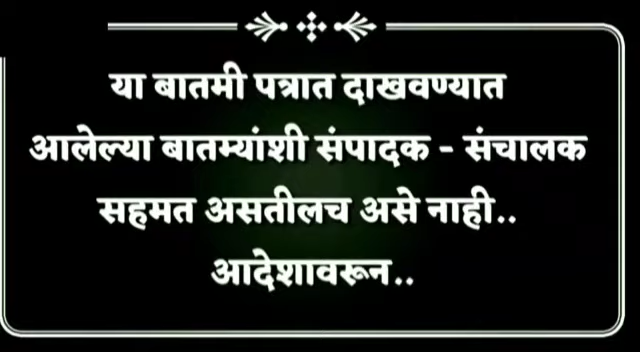 या बातमी पत्रात दाखवण्यात
आलेल्या बातम्यांशी संपादक - संचालक
सहमत असतीलच असे नाही..
आदेशावरून..